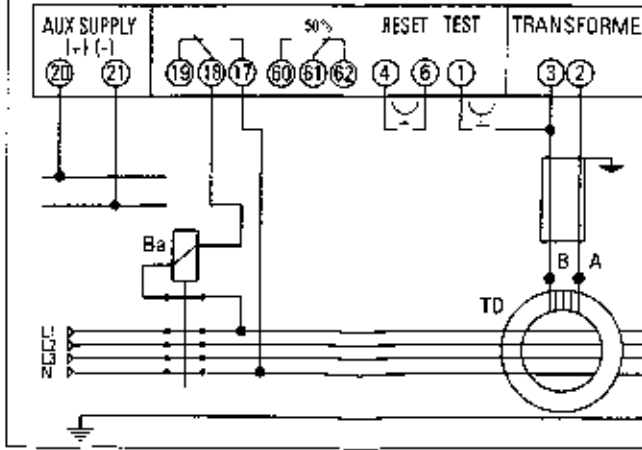 AUX SUPPLY 50% RESET TEST TRANSFORME
(+) (-)
20 21 19 18 17 60 61 62 4 6 1 3 2
Ba
B A
TD
L1
L2
L3
N